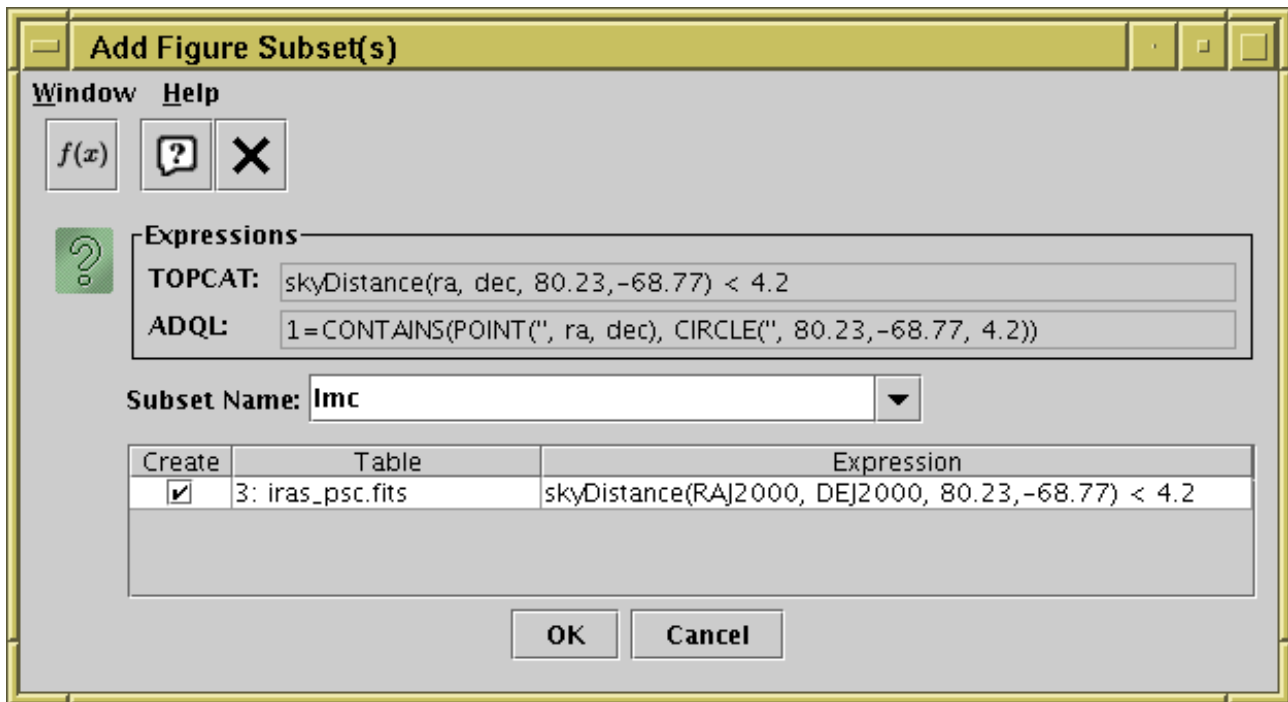 Add Figure Subset(s)
Window Help
f(x) ?
?
Expressions
TOPCAT: skyDistance(ra, dec, 80.23,-68.77) < 4.2
ADQL: 1=CONTAINS(POINT('', ra, dec), CIRCLE('', 80.23,-68.77, 4.2))
Subset Name: lmc
Create Table Expression
3: iras_psc.fits skyDistance(RAJ2000, DEJ2000, 80.23,-68.77) < 4.2
OK Cancel